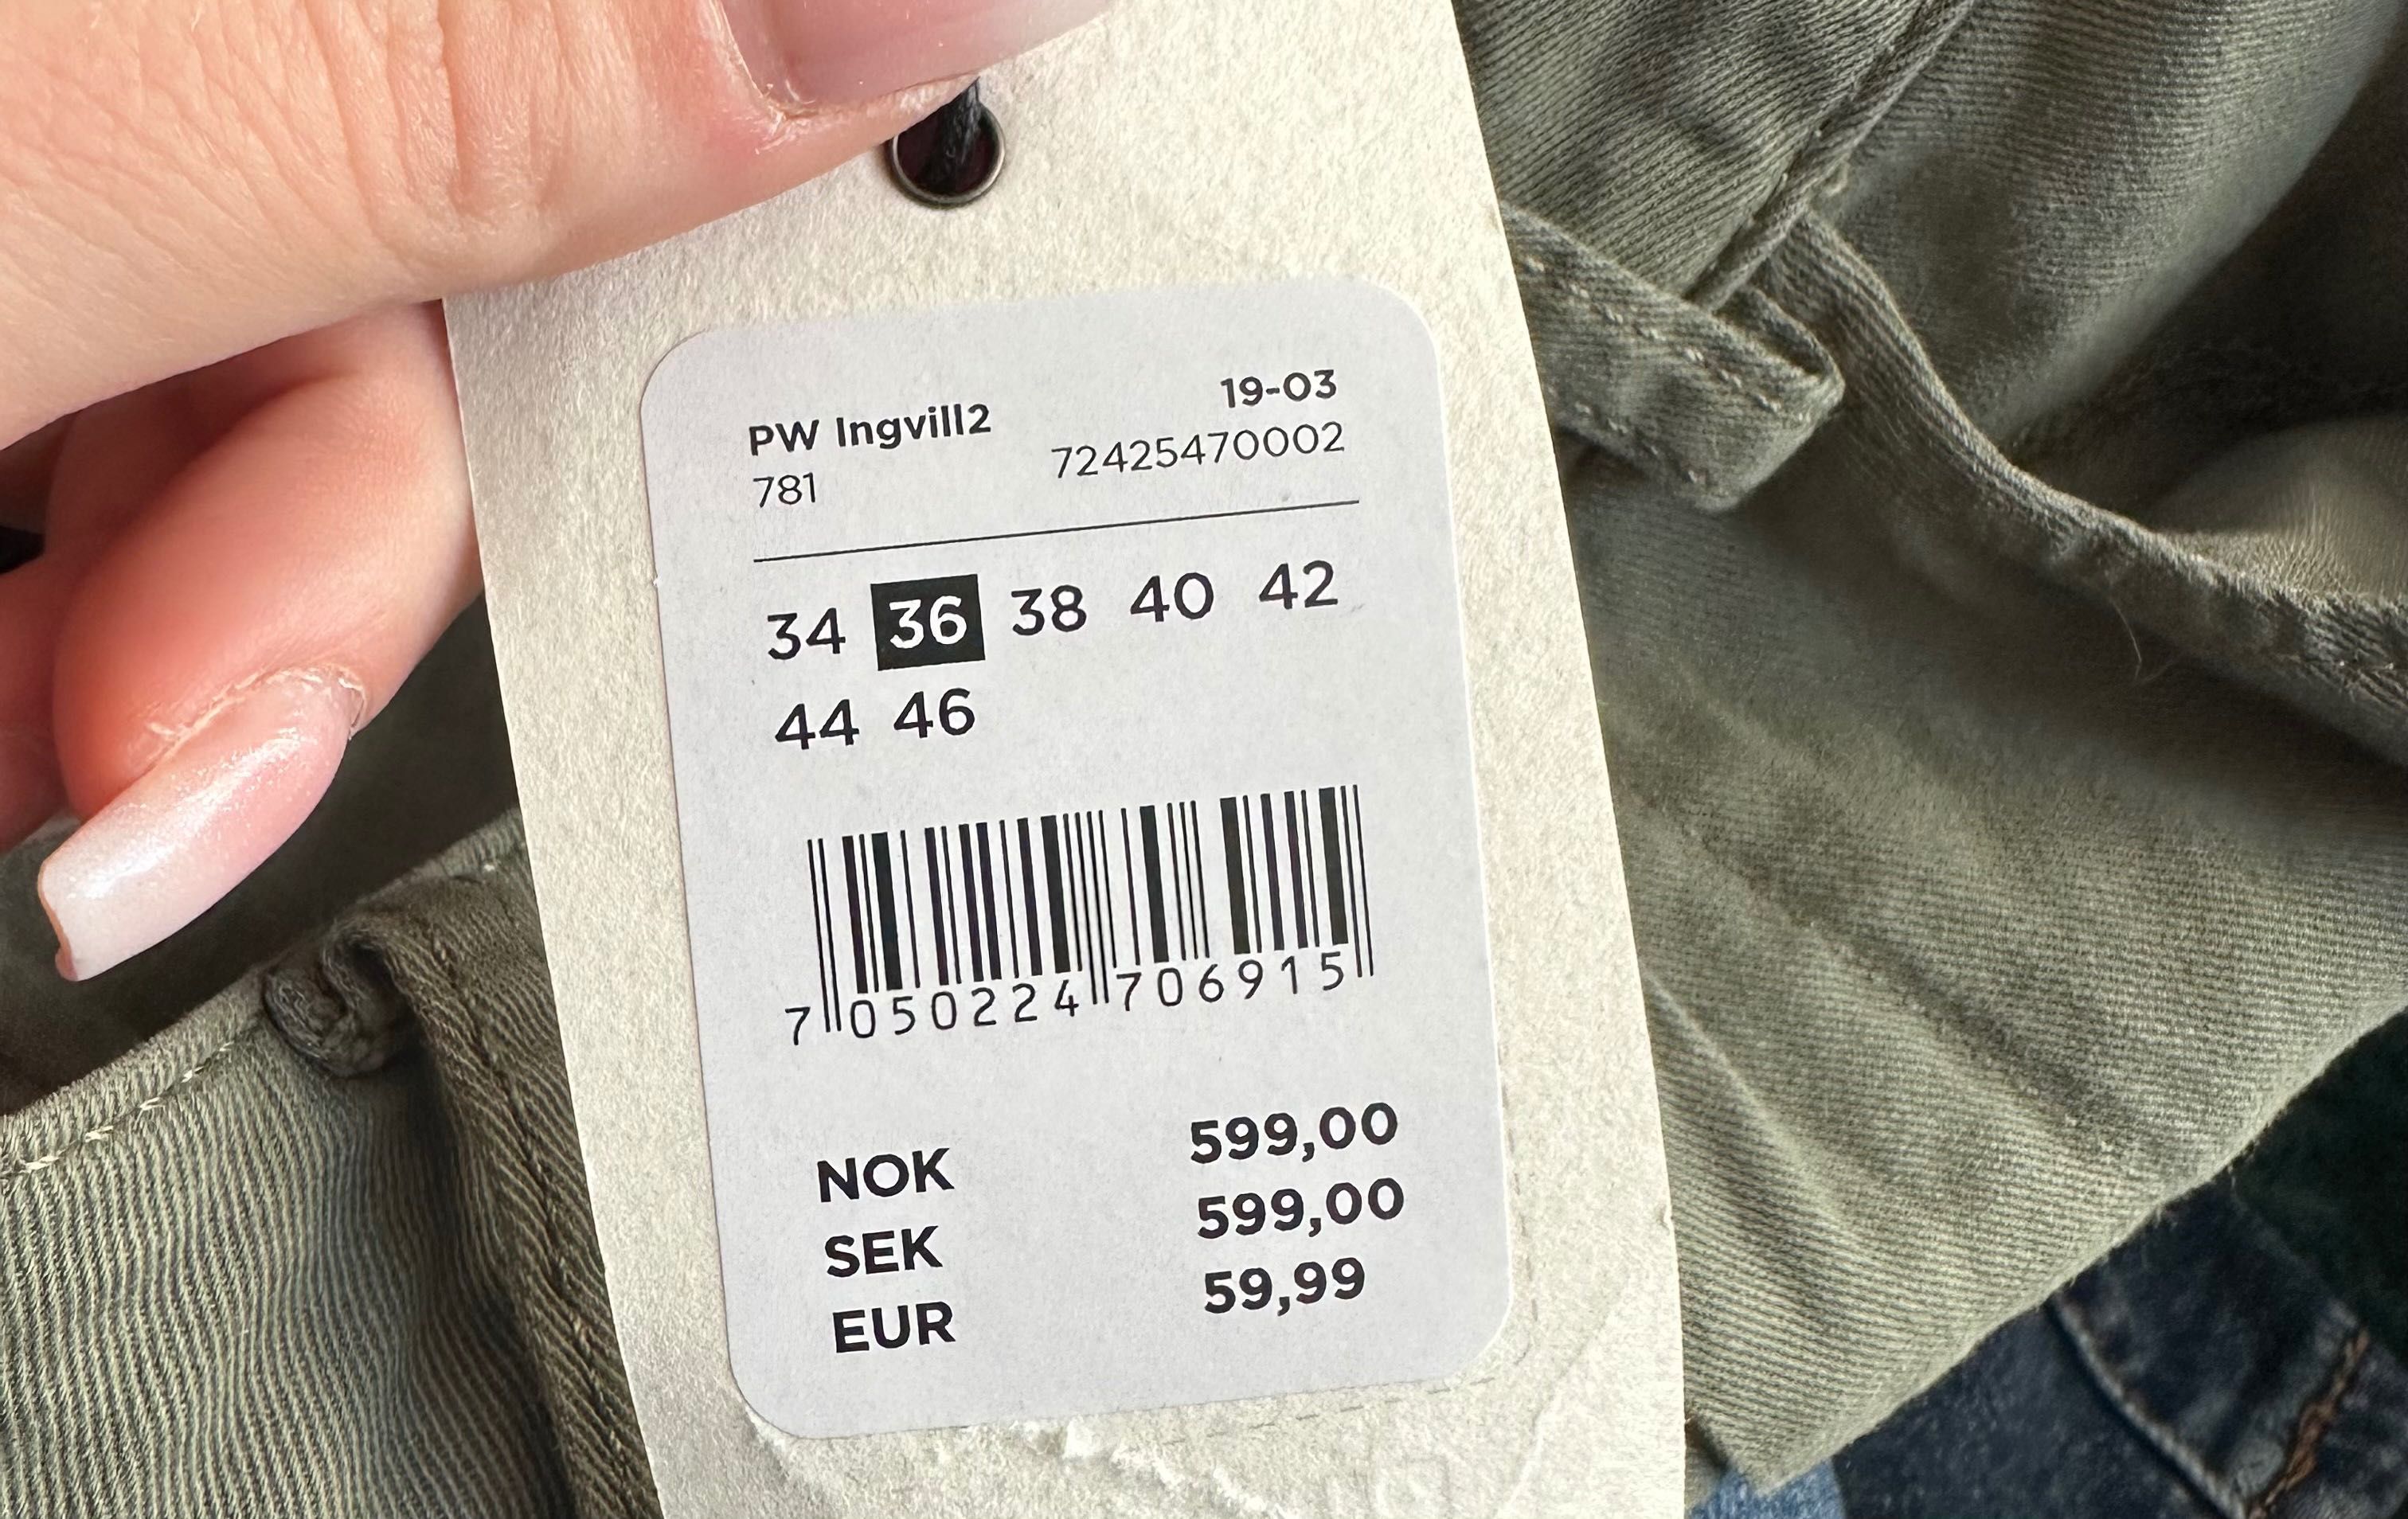 PW Ingvill2 19-03
781 72425470002
34 36 38 40 42
44 46
7 050224 706915
NOK 599,00
SEK 599,00
EUR 59,99